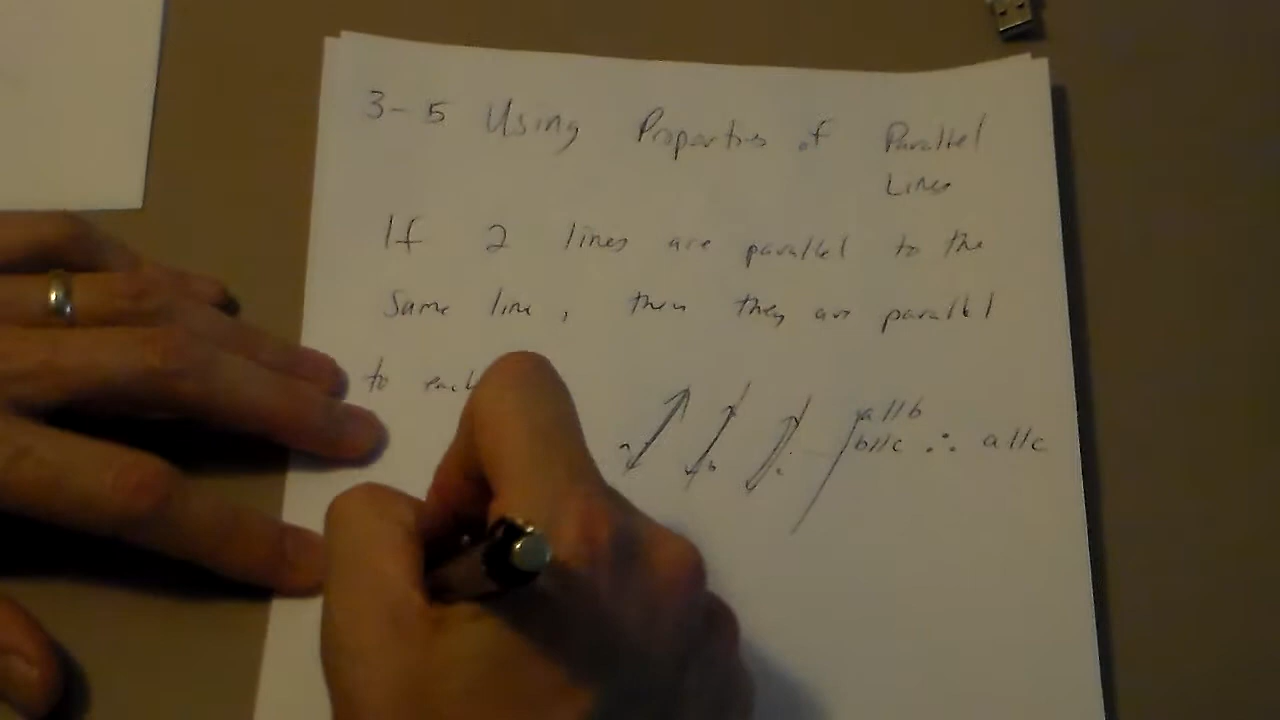 3-5 Using Properties of Parallel
Lines
If 2 lines are parallel to the
same line, then they are parallel
to each
a b c
a//b
b//c ∴ a//c